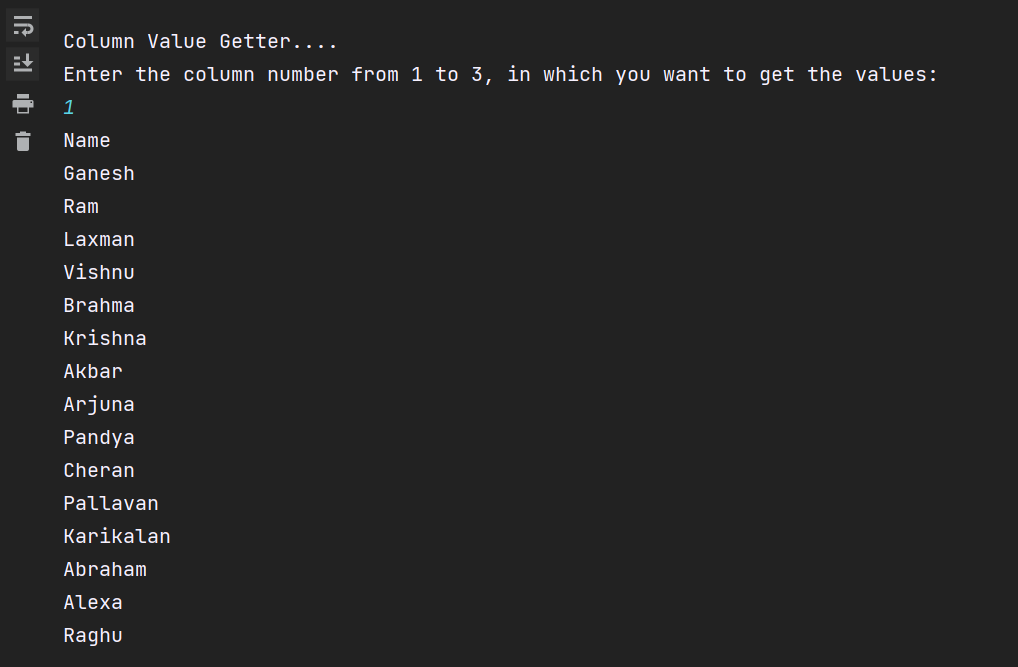 Column Value Getter....
Enter the column number from 1 to 3, in which you want to get the values:
1
Name
Ganesh
Ram
Laxman
Vishnu
Brahma
Krishna
Akbar
Arjuna
Pandya
Cheran
Pallavan
Karikalan
Abraham
Alexa
Raghu